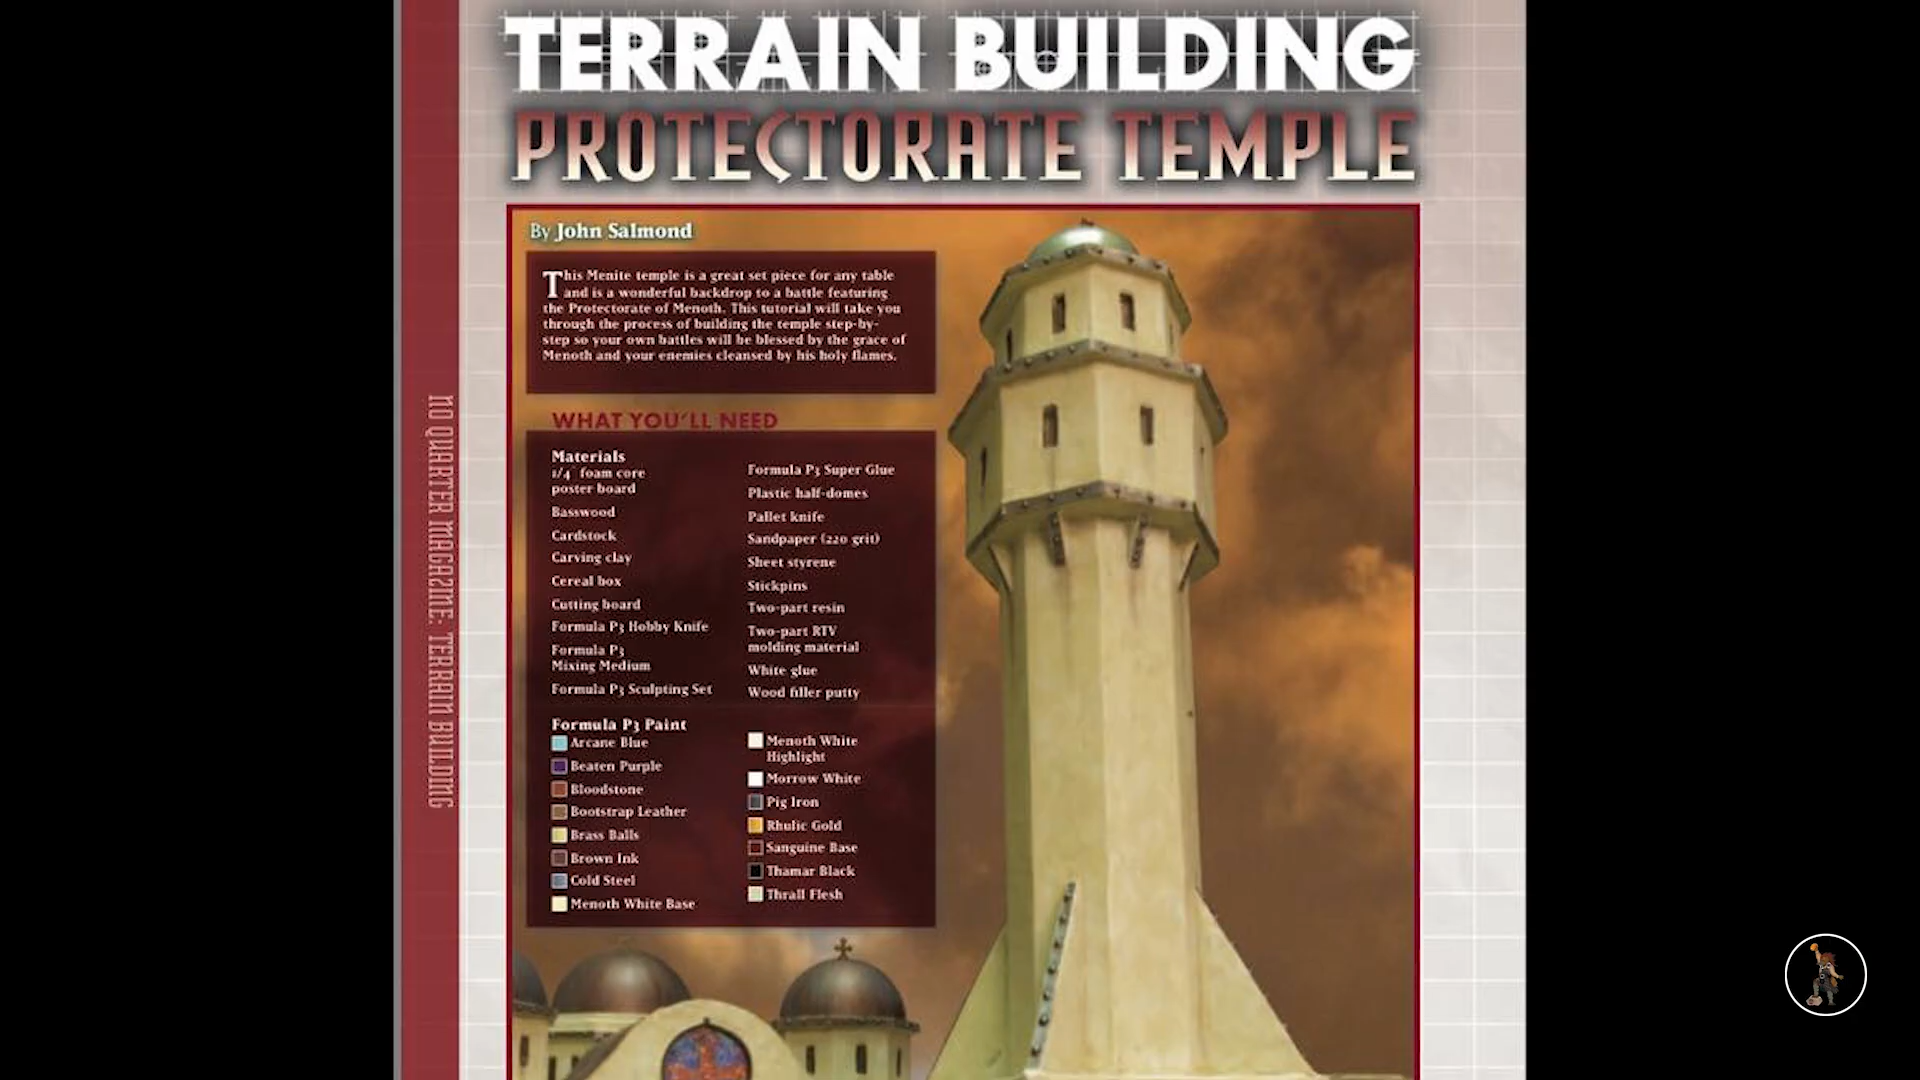 TERRAIN BUILDING
PROTECTORATE TEMPLE
By John Salmond
This Menite temple is a great set piece for any table
and is a wonderful backdrop to a battle featuring
the Protectorate of Menoth. This tutorial will take you
through the process of building the temple step-by-
step so your own battles will be blessed by the grace of
Menoth and your enemies cleansed by his holy flames.
WHAT YOU'LL NEED
Materials
1/4" foam core
poster board
Basswood
Cardstock
Carving clay
Cereal box
Cutting board
Formula P3 Hobby Knife
Formula P3
Mixing Medium
Formula P3 Sculpting Set
Formula P3 Super Glue
Plastic half-domes
Pallet knife
Sandpaper (220 grit)
Sheet styrene
Stickpins
Two-part resin
Two-part RTV
molding material
White glue
Wood filler putty
Formula P3 Paint
Arcane Blue
Beaten Purple
Bloodstone
Bootstrap Leather
Brass Balls
Brown Ink
Cold Steel
Menoth White Base
Menoth White
Highlight
Morrow White
Pig Iron
Rhulic Gold
Sanguine Base
Thamar Black
Thrall Flesh
NO QUARTER MAGAZINE: TERRAIN BUILDING